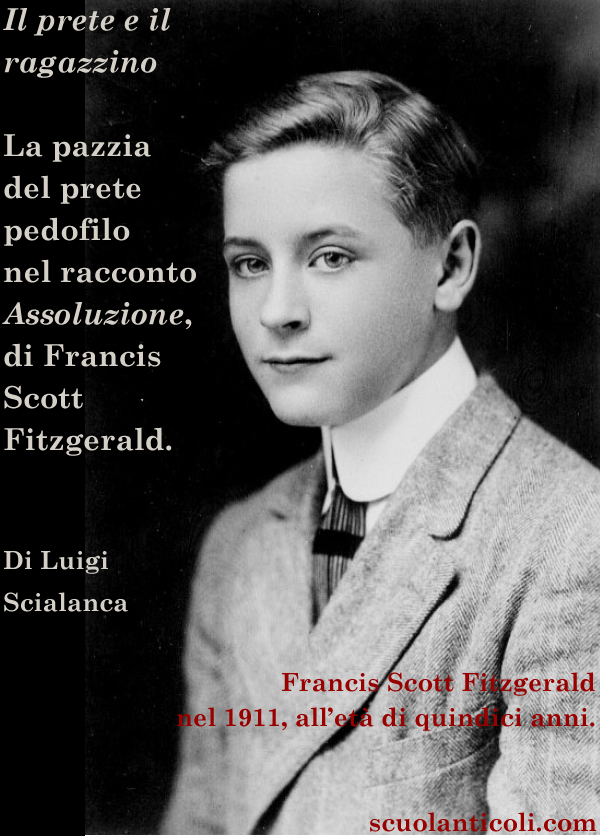 Il prete e il
ragazzino
La pazzia
del prete
pedofilo
nel racconto
Assoluzione,
di Francis
Scott
Fitzgerald.
Di Luigi
Scialanca
Francis Scott Fitzgerald
nel 1911, all’età di quindici anni.
scuolanticoli.com